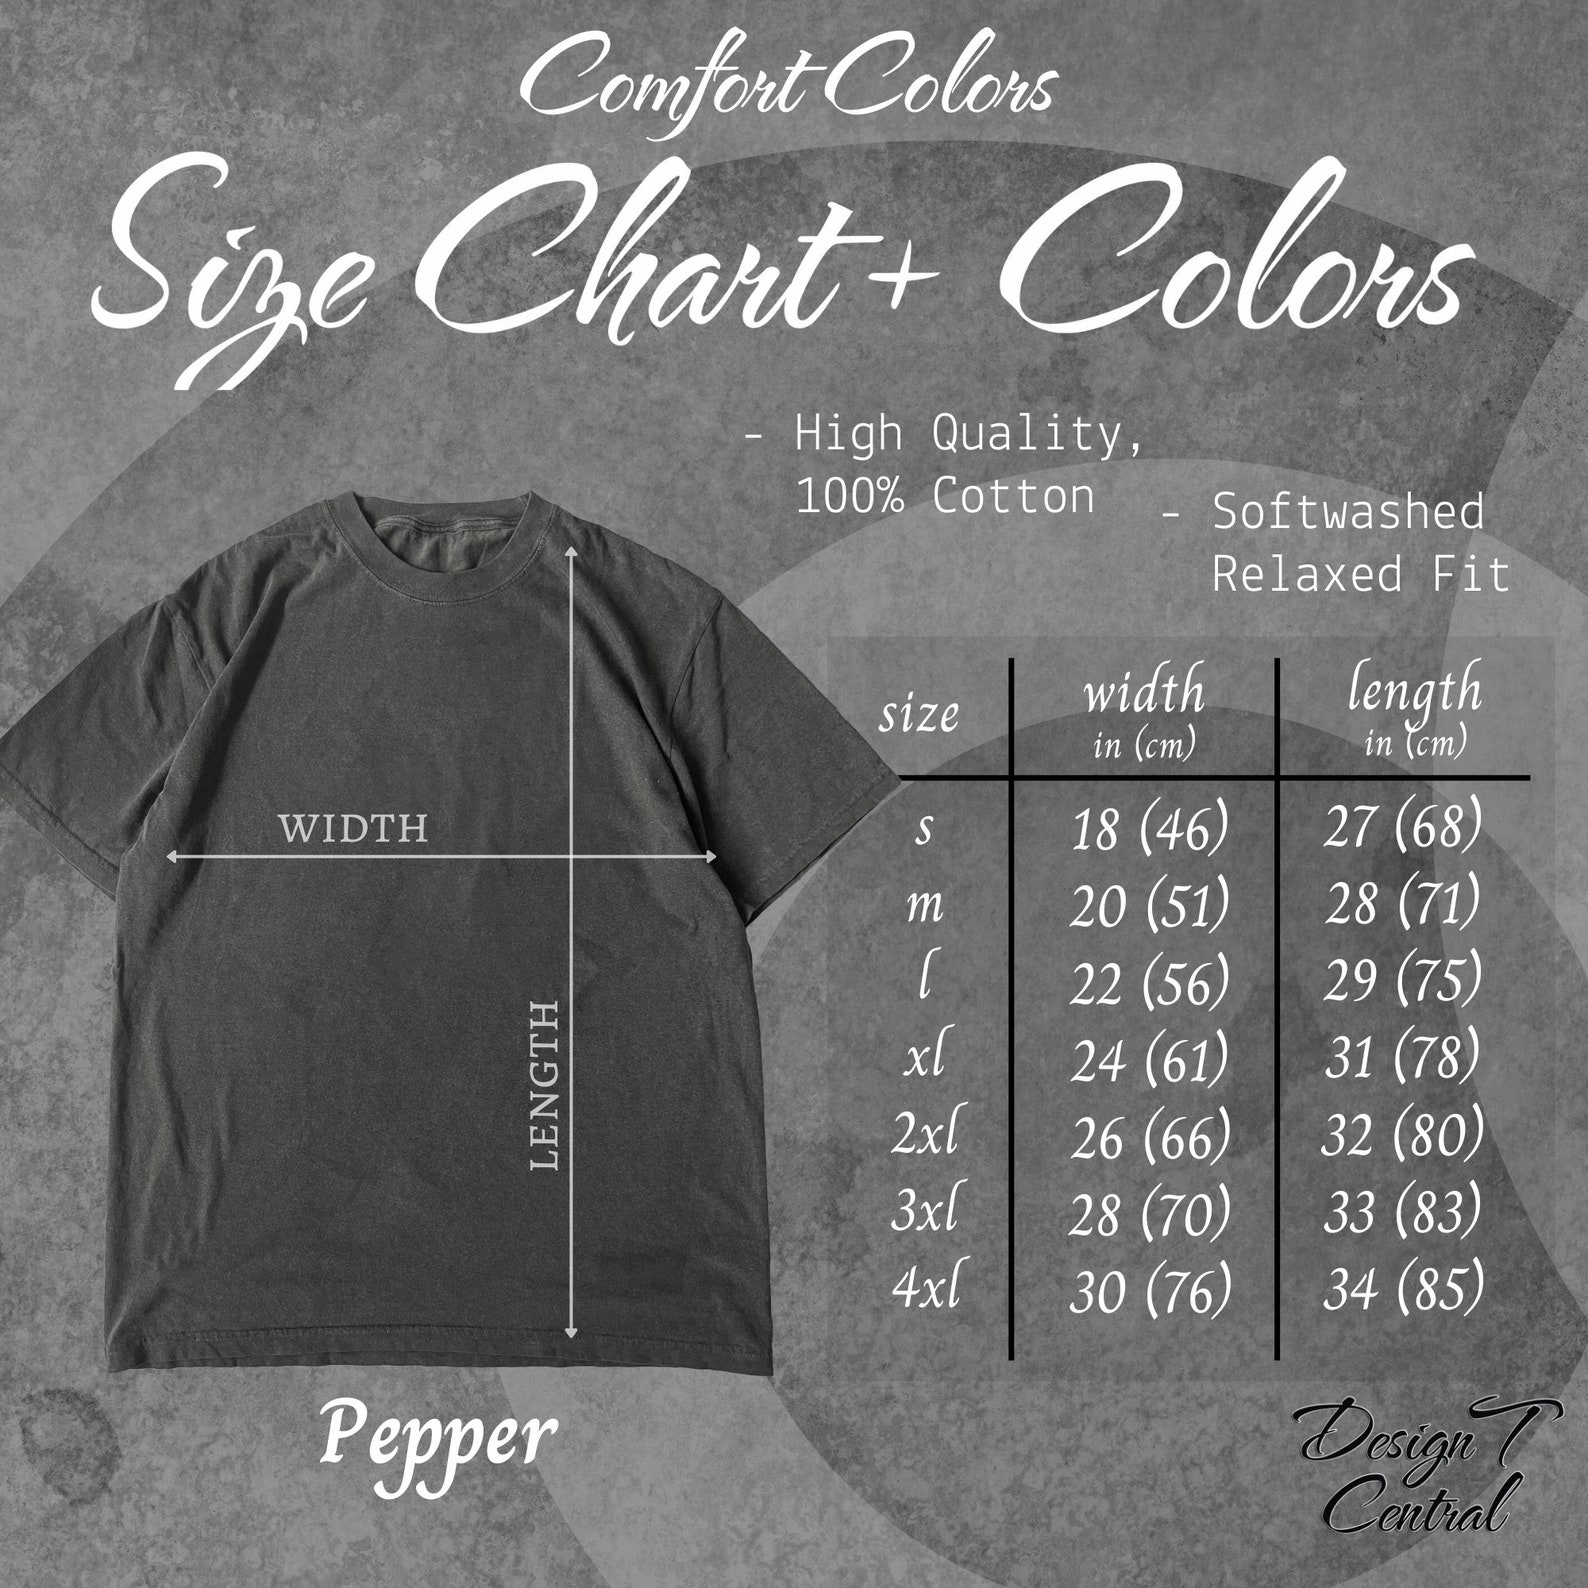 Comfort Colors
Size Chart + Colors
- High Quality,
100% Cotton
- Softwashed
Relaxed Fit
WIDTH
LENGTH
size width length
in (cm) in (cm)
s 18 (46) 27 (68)
m 20 (51) 28 (71)
l 22 (56) 29 (75)
xl 24 (61) 31 (78)
2xl 26 (66) 32 (80)
3xl 28 (70) 33 (83)
4xl 30 (76) 34 (85)
Pepper
Design T
Central